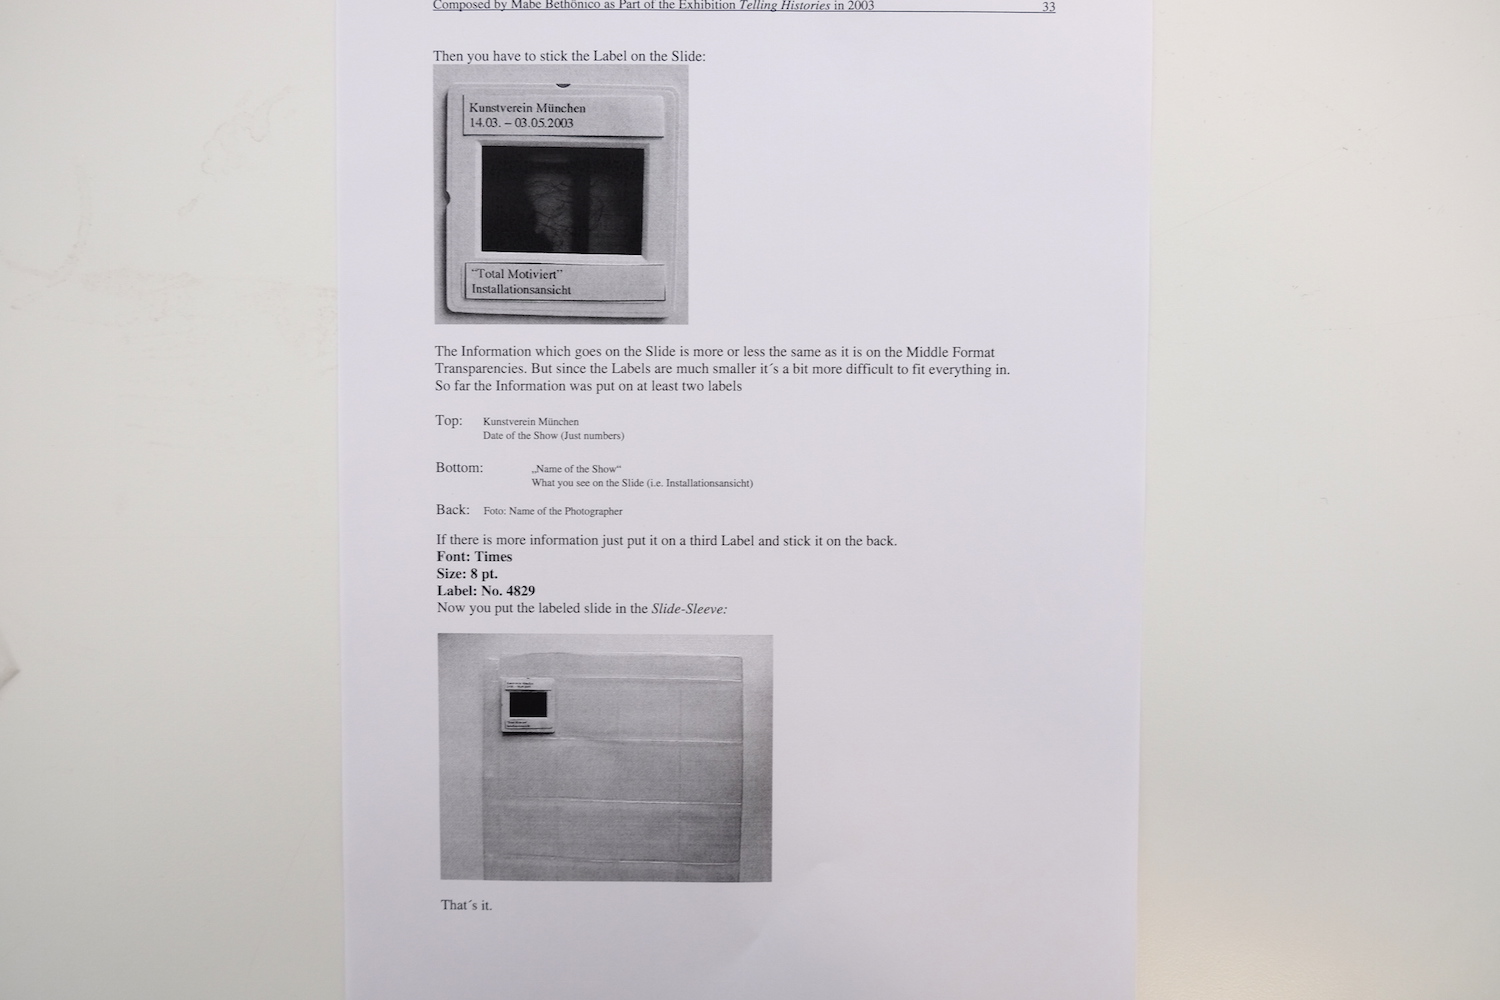 Composed by Mabe Bethônico as Part of the Exhibition Telling Histories in 2003 33
Then you have to stick the Label on the Slide:
Kunstverein München
14.03. – 03.05.2003
"Total Motiviert"
Installationsansicht
The Information which goes on the Slide is more or less the same as it is on the Middle Format
Transparencies. But since the Labels are much smaller it´s a bit more difficult to fit everything in.
So far the Information was put on at least two labels
Top: Kunstverein München
Date of the Show (Just numbers)
Bottom: „Name of the Show“
What you see on the Slide (i.e. Installationsansicht)
Back: Foto: Name of the Photographer
If there is more information just put it on a third Label and stick it on the back.
Font: Times
Size: 8 pt.
Label: No. 4829
Now you put the labeled slide in the Slide-Sleeve:
That´s it.